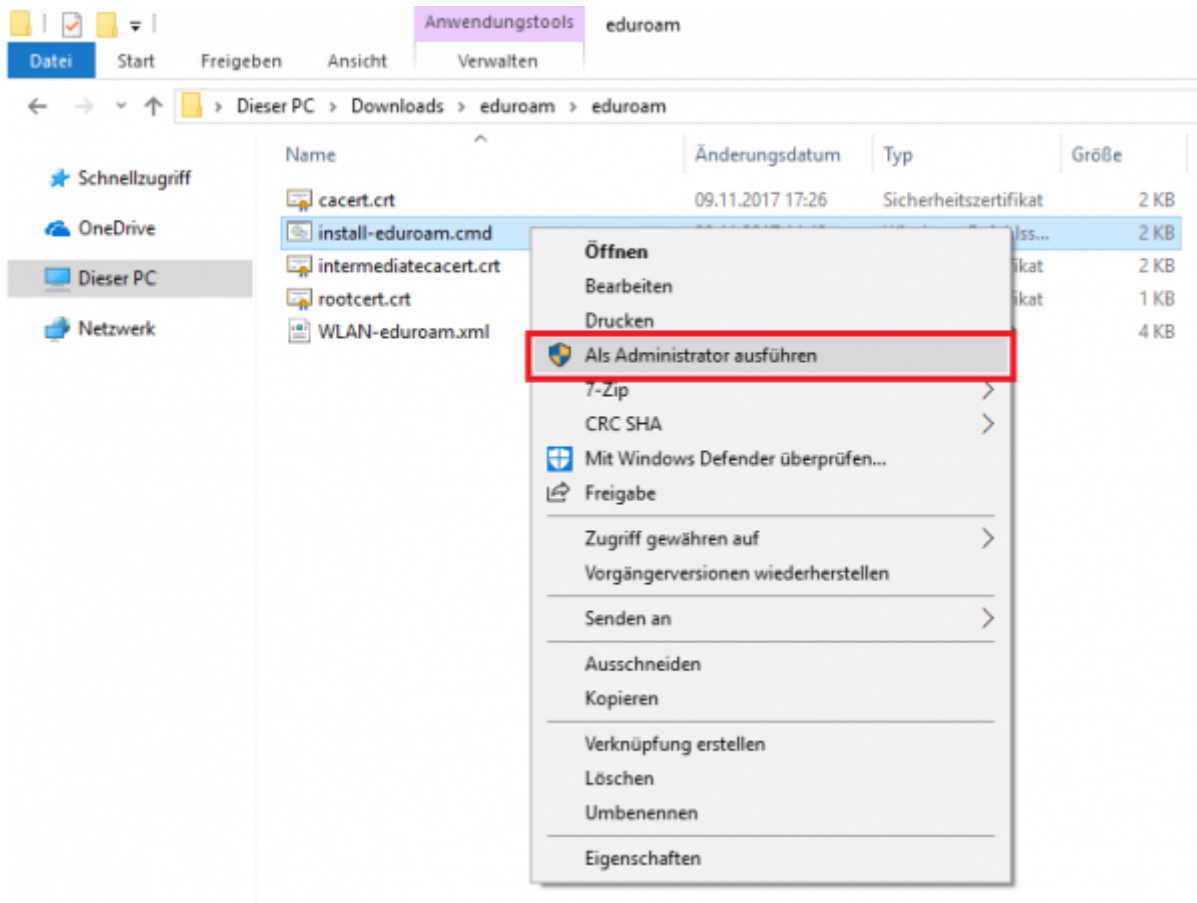 Anwendungstools eduroam
Datei Start Freigeben Ansicht Verwalten
Dieser PC > Downloads > eduroam > eduroam
Name Änderungsdatum Typ Größe
Schnellzugriff
OneDrive
Dieser PC
Netzwerk
cacert.crt 09.11.2017 17:26 Sicherheitszertifikat 2 KB
install-eduroam.cmd 2 KB
intermediatecacert.crt 2 KB
rootcert.crt 1 KB
WLAN-eduroam.xml 4 KB
Öffnen
Bearbeiten
Drucken
Als Administrator ausführen
7-Zip
CRC SHA
Mit Windows Defender überprüfen...
Freigabe
Zugriff gewähren auf
Vorgängerversionen wiederherstellen
Senden an
Ausschneiden
Kopieren
Verknüpfung erstellen
Löschen
Umbenennen
Eigenschaften